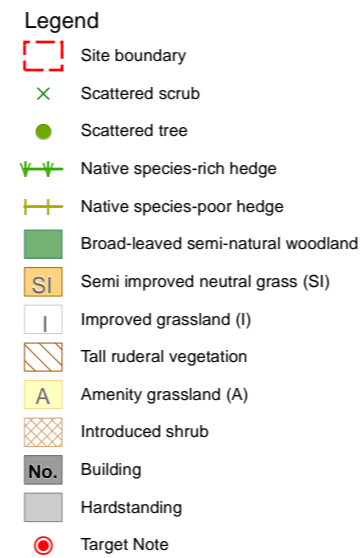 Legend
Site boundary
Scattered scrub
Scattered tree
Native species-rich hedge
Native species-poor hedge
Broad-leaved semi-natural woodland
SI Semi improved neutral grass (SI)
I Improved grassland (I)
Tall ruderal vegetation
A Amenity grassland (A)
Introduced shrub
No. Building
Hardstanding
Target Note